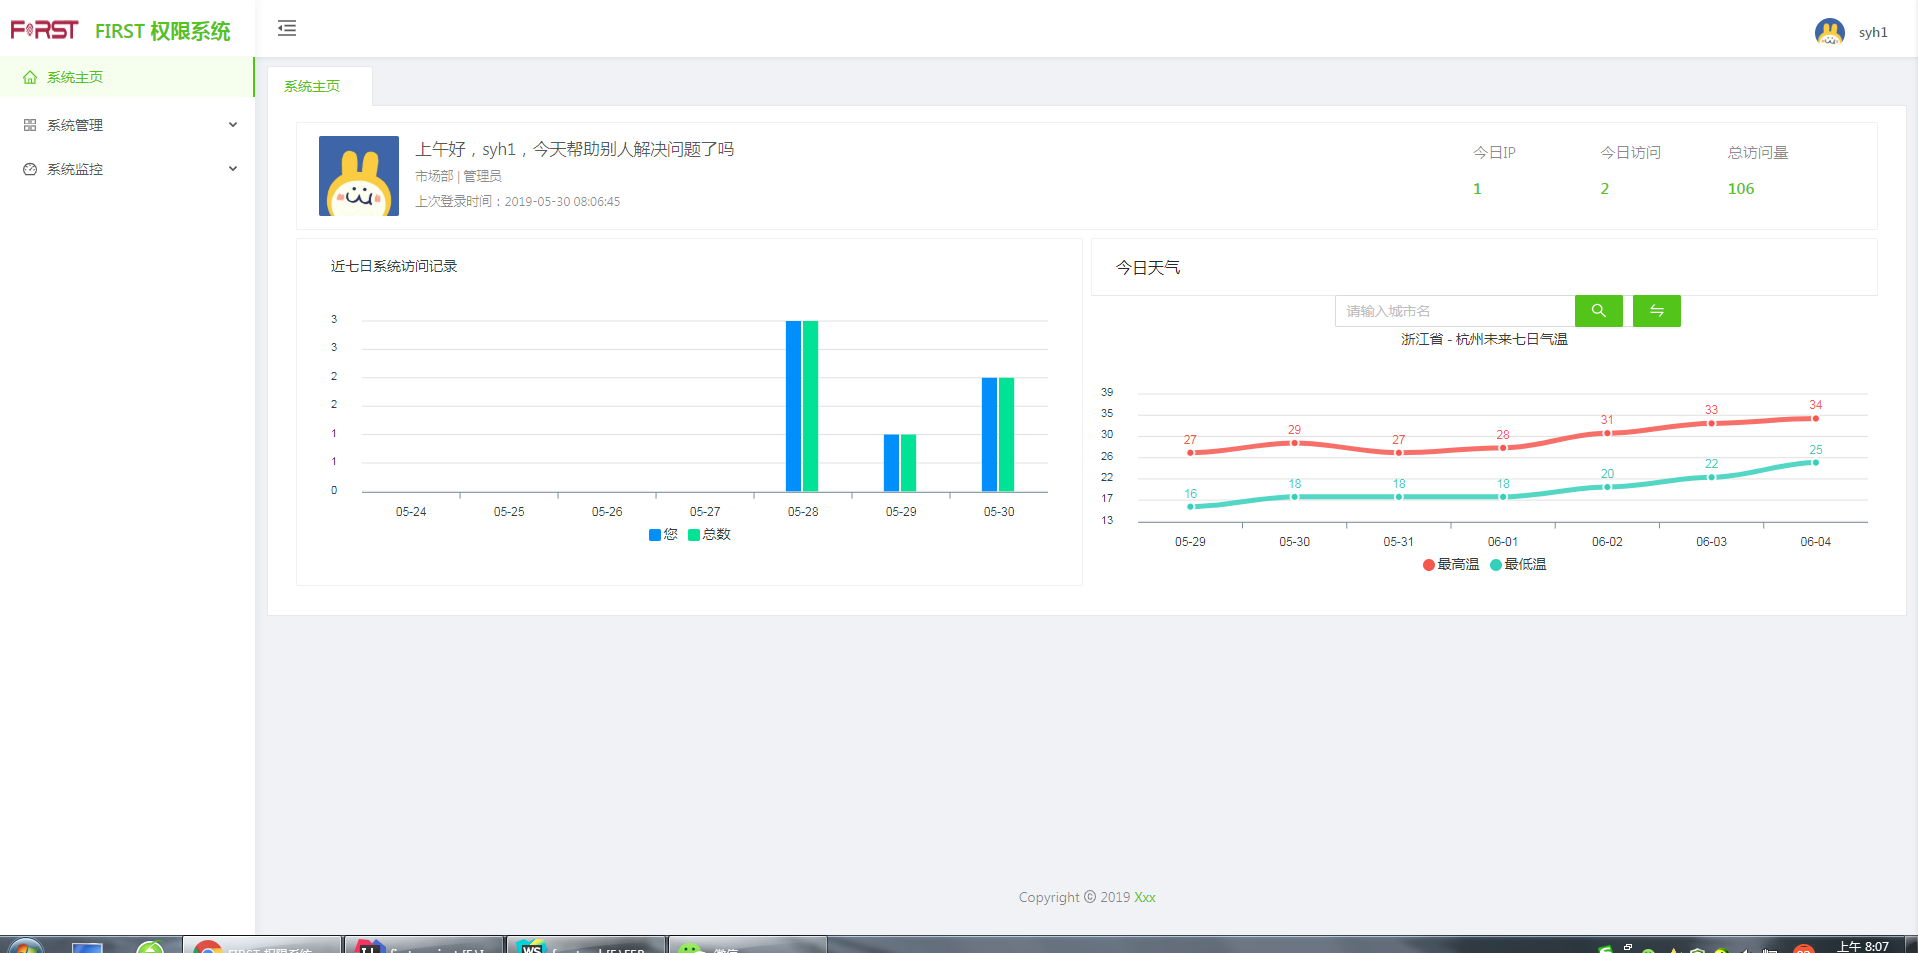 FIRST FIRST 权限系统
syh1
系统主页
系统管理
系统监控
系统主页
上午好，syh1，今天帮助别人解决问题了吗
市场部 | 管理员
上次登录时间：2019-05-30 08:06:45
今日IP 今日访问 总访问量
1 2 106
近七日系统访问记录
3
3
2
2
1
1
0
05-24 05-25 05-26 05-27 05-28 05-29 05-30
您 总数
今日天气
请输入城市名
浙江省 - 杭州未来七日气温
39
35
30
26
22
17
13
27 29 27 28 31 33 34
16 18 18 18 20 22 25
05-29 05-30 05-31 06-01 06-02 06-03 06-04
最高温 最低温
Copyright © 2019 Xxx
FIRST 权限系统
WS
微信
上午 8:07